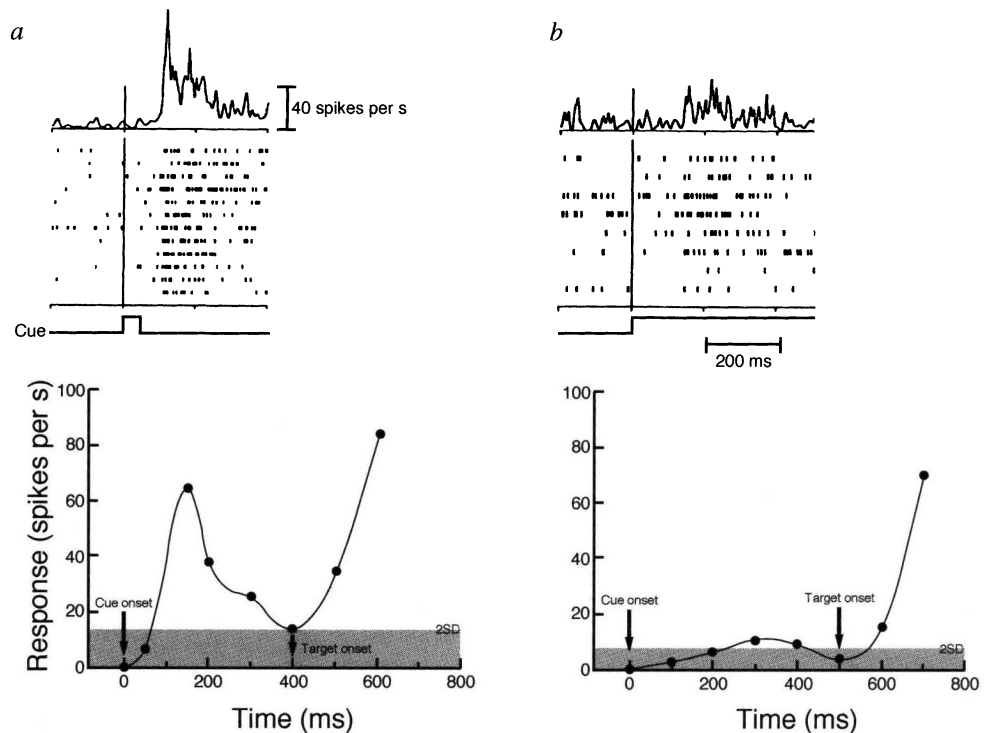 a
b
40 spikes per s
Cue
200 ms
Response (spikes per s)
100
80
60
40
20
0
Cue onset
Target onset
2SD
0
200
400
600
800
Time (ms)
100
80
60
40
20
0
Cue onset
Target onset
2SD
0
200
400
600
800
Time (ms)